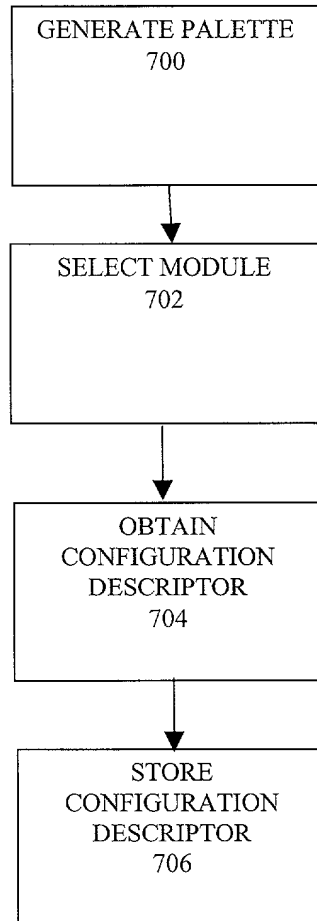 GENERATE PALETTE
700
SELECT MODULE
702
OBTAIN
CONFIGURATION
DESCRIPTOR
704
STORE
CONFIGURATION
DESCRIPTOR
706